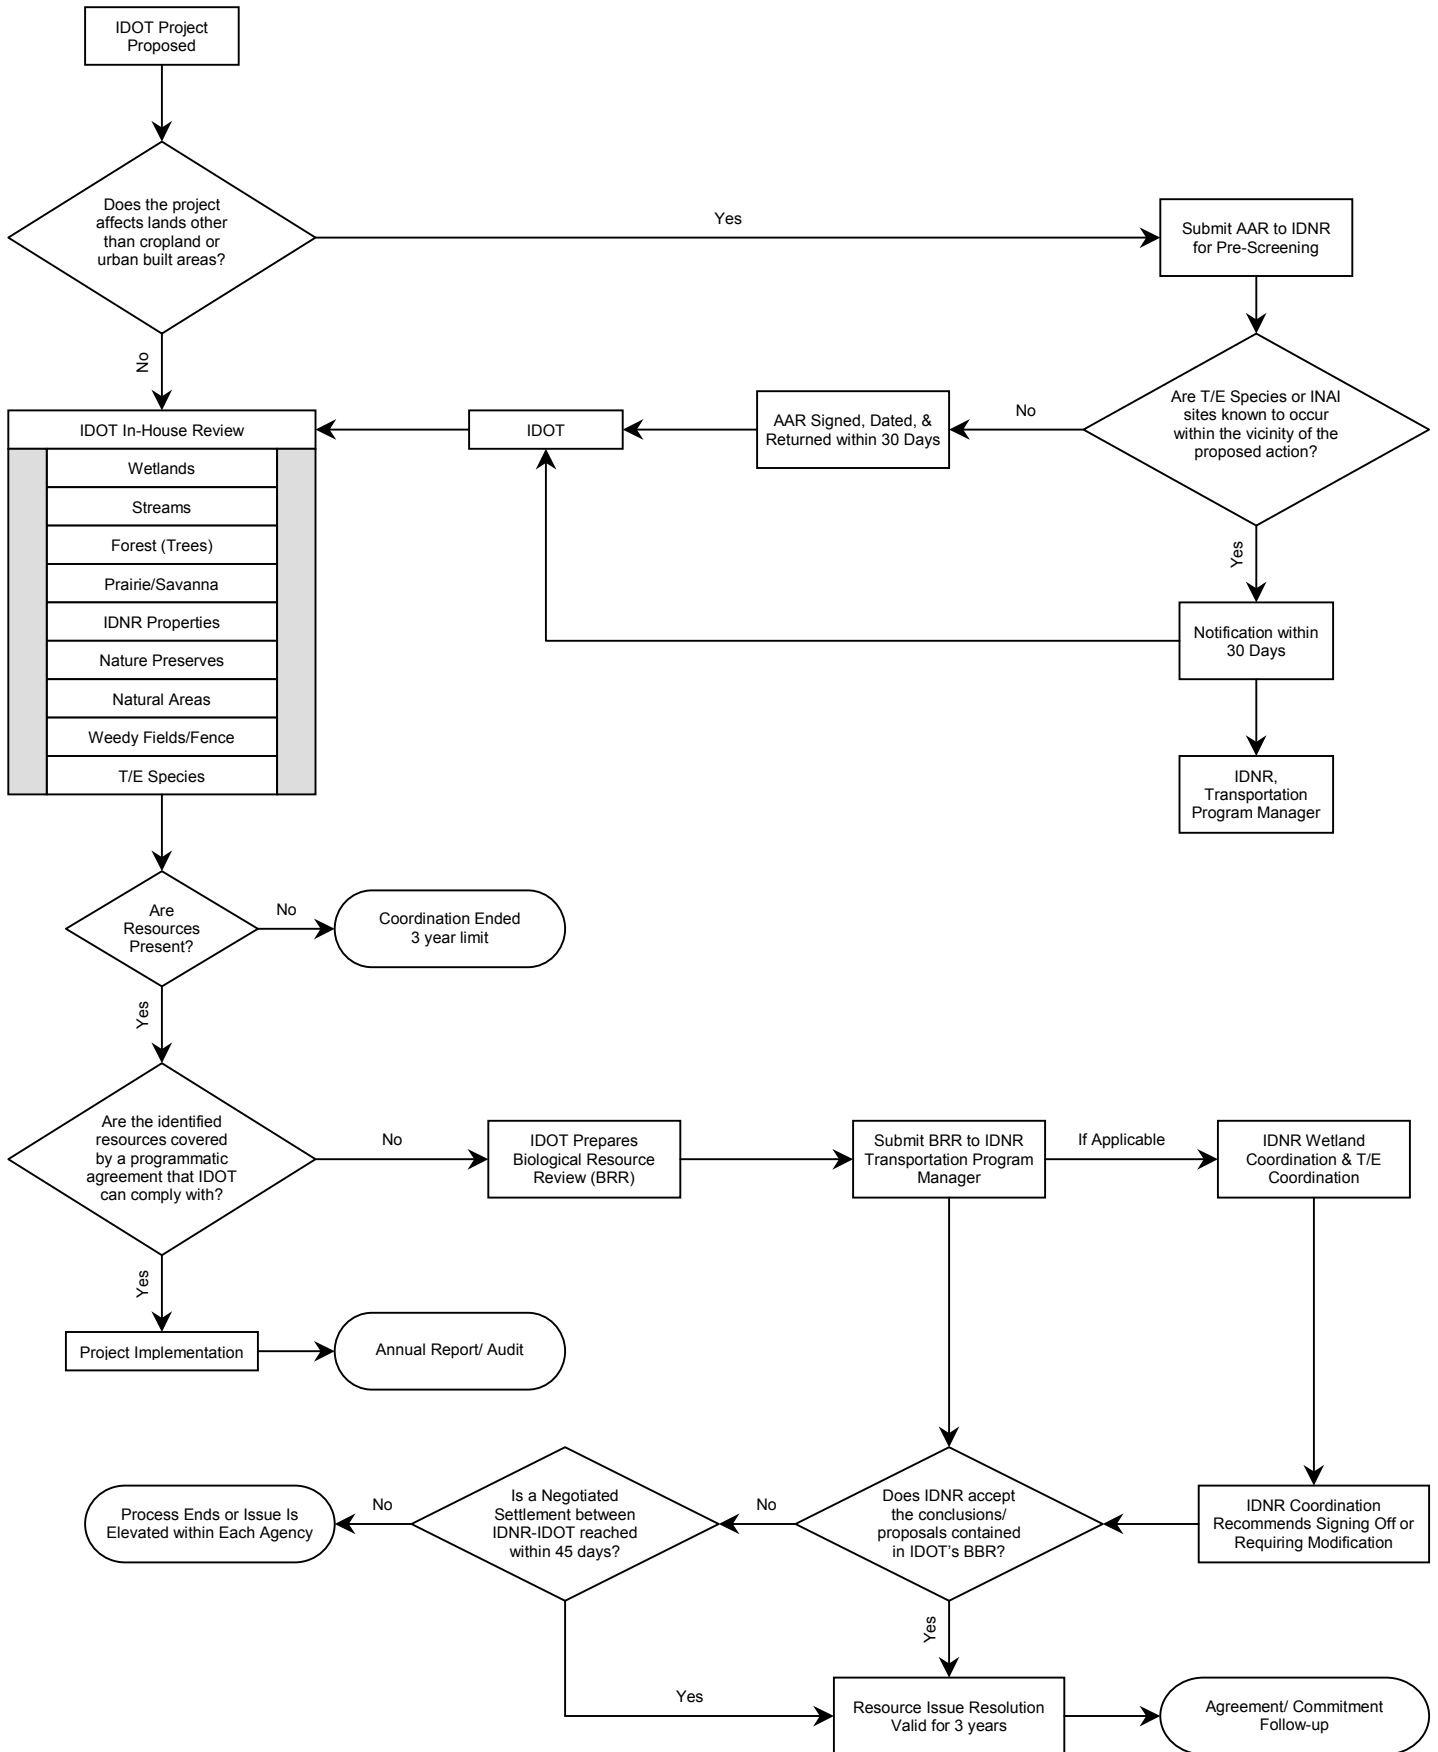 IDOT Project
Proposed
Does the project
affects lands other
than cropland or
urban built areas?
Yes
Submit AAR to IDNR
for Pre-Screening
No
Are T/E Species or INAI
sites known to occur
within the vicinity of the
proposed action?
No
AAR Signed, Dated, &
Returned within 30 Days
IDOT
IDOT In-House Review
Wetlands
Streams
Forest (Trees)
Prairie/Savanna
IDNR Properties
Nature Preserves
Natural Areas
Weedy Fields/Fence
T/E Species
Yes
Notification within
30 Days
IDNR,
Transportation
Program Manager
Are
Resources
Present?
No
Coordination Ended
3 year limit
Yes
Are the identified
resources covered
by a programmatic
agreement that IDOT
can comply with?
No
IDOT Prepares
Biological Resource
Review (BRR)
Submit BRR to IDNR
Transportation Program
Manager
If Applicable
IDNR Wetland
Coordination & T/E
Coordination
Yes
Project Implementation
Annual Report/ Audit
Process Ends or Issue Is
Elevated within Each Agency
No
Is a Negotiated
Settlement between
IDNR-IDOT reached
within 45 days?
No
Does IDNR accept
the conclusions/
proposals contained
in IDOT's BBR?
IDNR Coordination
Recommends Signing Off or
Requiring Modification
Yes
Yes
Resource Issue Resolution
Valid for 3 years
Agreement/ Commitment
Follow-up